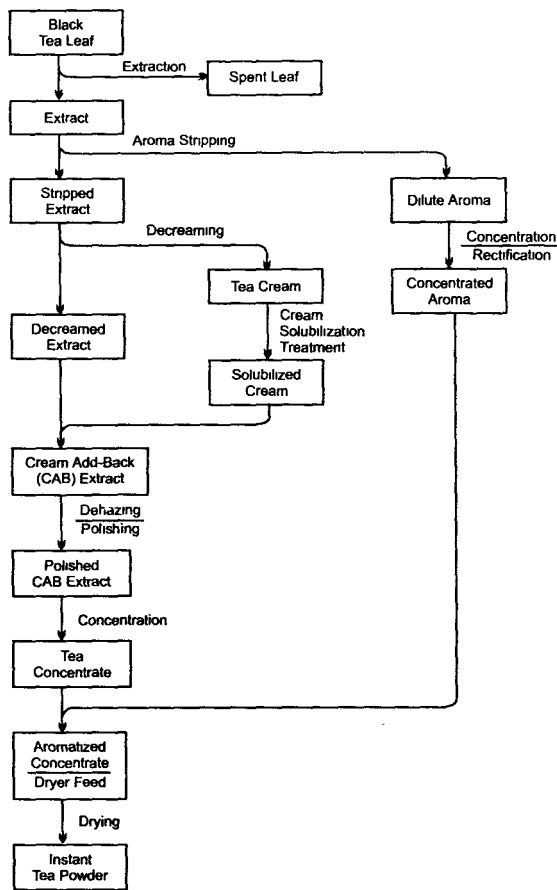 Black
Tea Leaf
Extraction
Spent Leaf
Extract
Aroma Stripping
Stripped
Extract
Dilute Aroma
Decreaming
Concentration
Rectification
Tea Cream
Concentrated
Aroma
Cream
Solubilization
Treatment
Decreamed
Extract
Solubilized
Cream
Cream Add-Back
(CAB) Extract
Dehazing
Polishing
Polished
CAB Extract
Concentration
Tea
Concentrate
Aromatized
Concentrate
Dryer Feed
Drying
Instant
Tea Powder